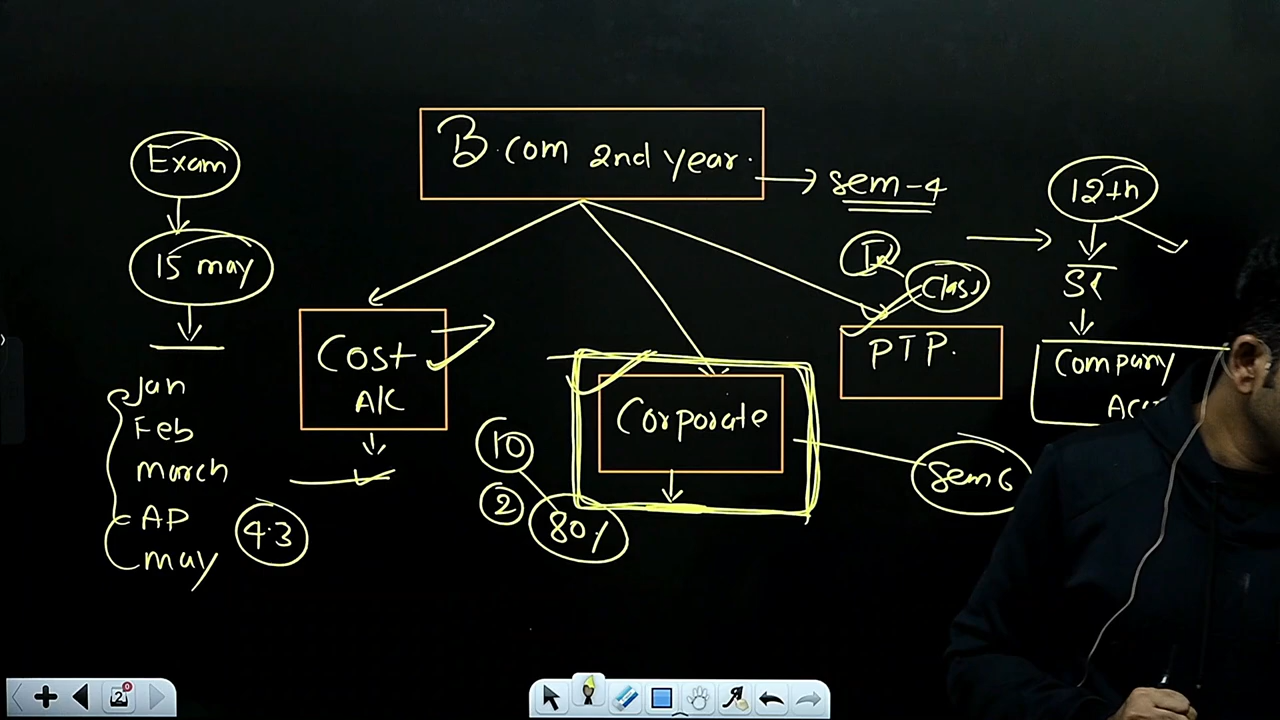 Exam
15 may
Jan
Feb
march
AP
may
4.3
B.com 2nd year.
sem-4
Cost
A/C
Corporate
10
2
80%
Class
PTP.
sem 6
12th
Company
2